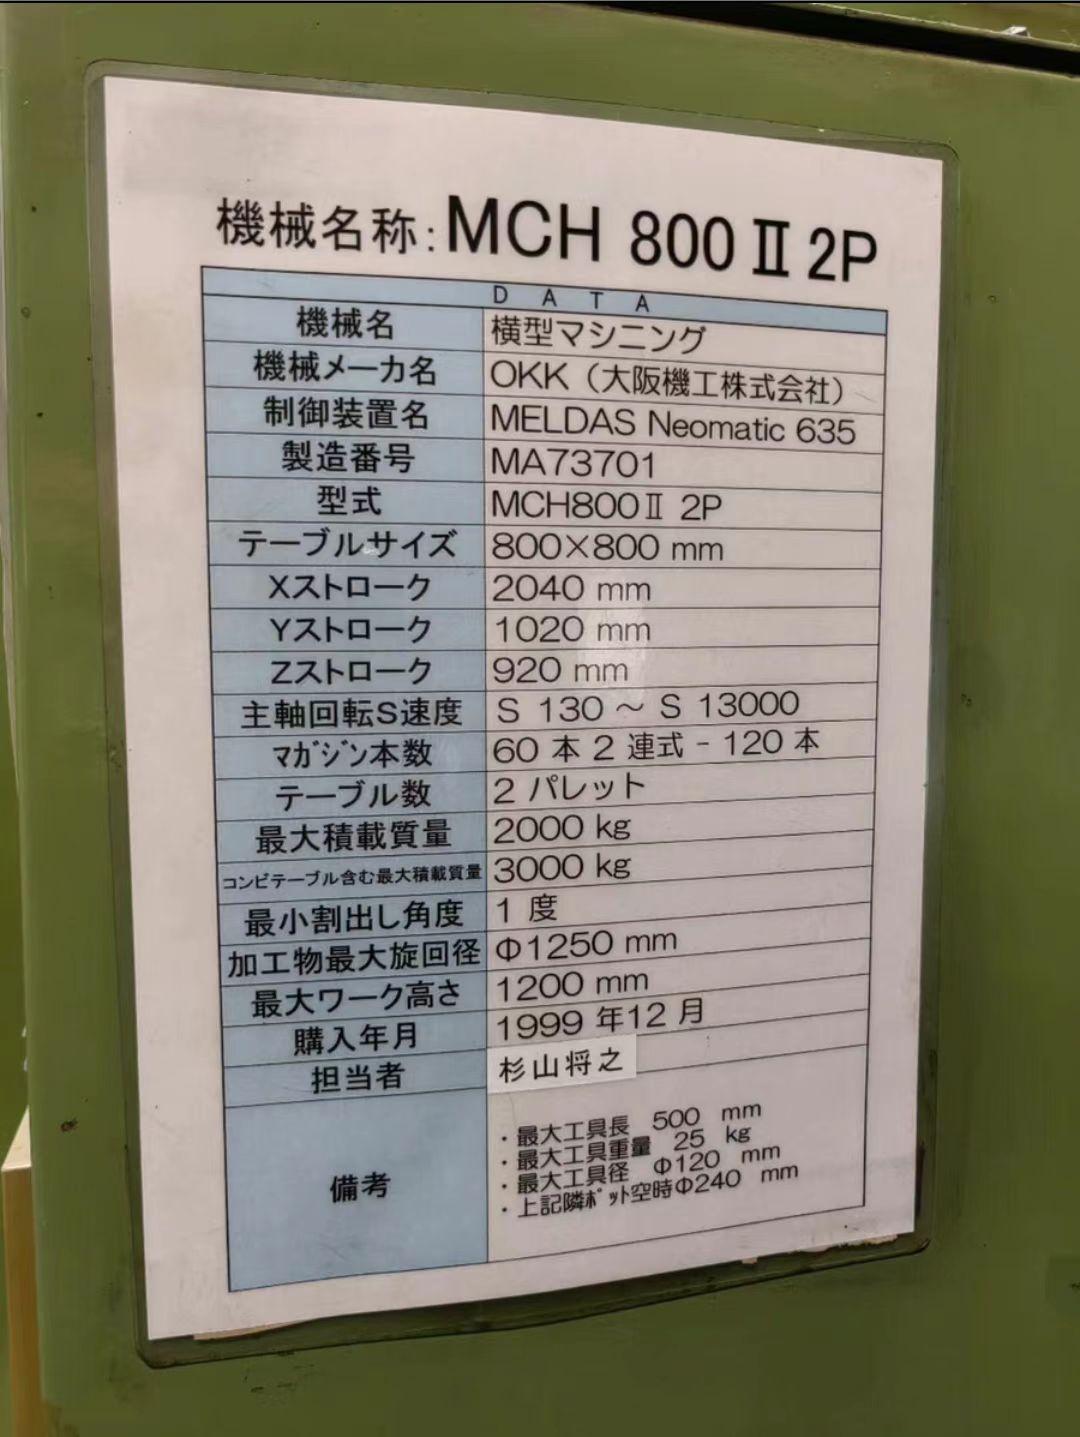 機械名称:MCH 800Ⅱ2P
DATA
機械名 横型マシニング
機械メーカ名 OKK(大阪機工株式会社)
制御装置名 MELDAS Neomatic 635
製造番号 MA73701
型式 MCH800Ⅱ 2P
テーブルサイズ 800×800 mm
Xストローク 2040 mm
Yストローク 1020 mm
Zストローク 920 mm
主軸回転S速度 S 130 ~ S 13000
マガジン本数 60 本 2 連式 - 120 本
テーブル数 2 パレット
最大積載質量 2000 kg
コンビテーブル含む最大積載質量 3000 kg
最小割出し角度 1 度
加工物最大旋回径 Φ1250 mm
最大ワーク高さ 1200 mm
購入年月 1999 年12 月
担当者 杉山将之
備考
・最大工具長 500 mm
・最大工具重量 25 kg
・最大工具径 Φ120 mm
・上記隣ポット空時Φ240 mm